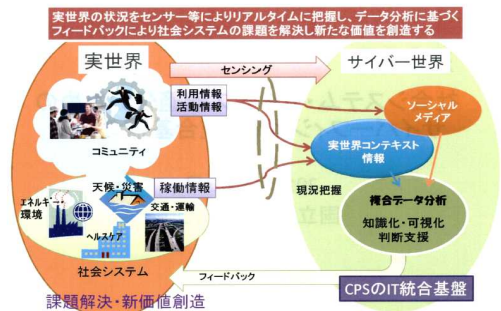 実世界の状況をセンサー等によりリアルタイムに把握し、データ分析に基づく
フィードバックにより社会システムの課題を解決し新たな価値を創造する
実世界
センシング
サイバー世界
利用情報
活動情報
ソーシャル
メディア
コミュニティ
実世界コンテキスト
情報
天候・災害
稼働情報
現況把握
エネルギー
環境
交通・運輸
複合データ分析
知識化・可視化
判断支援
ヘルスケア
社会システム
フィードバック
CPSのIT統合基盤
課題解決・新価値創造